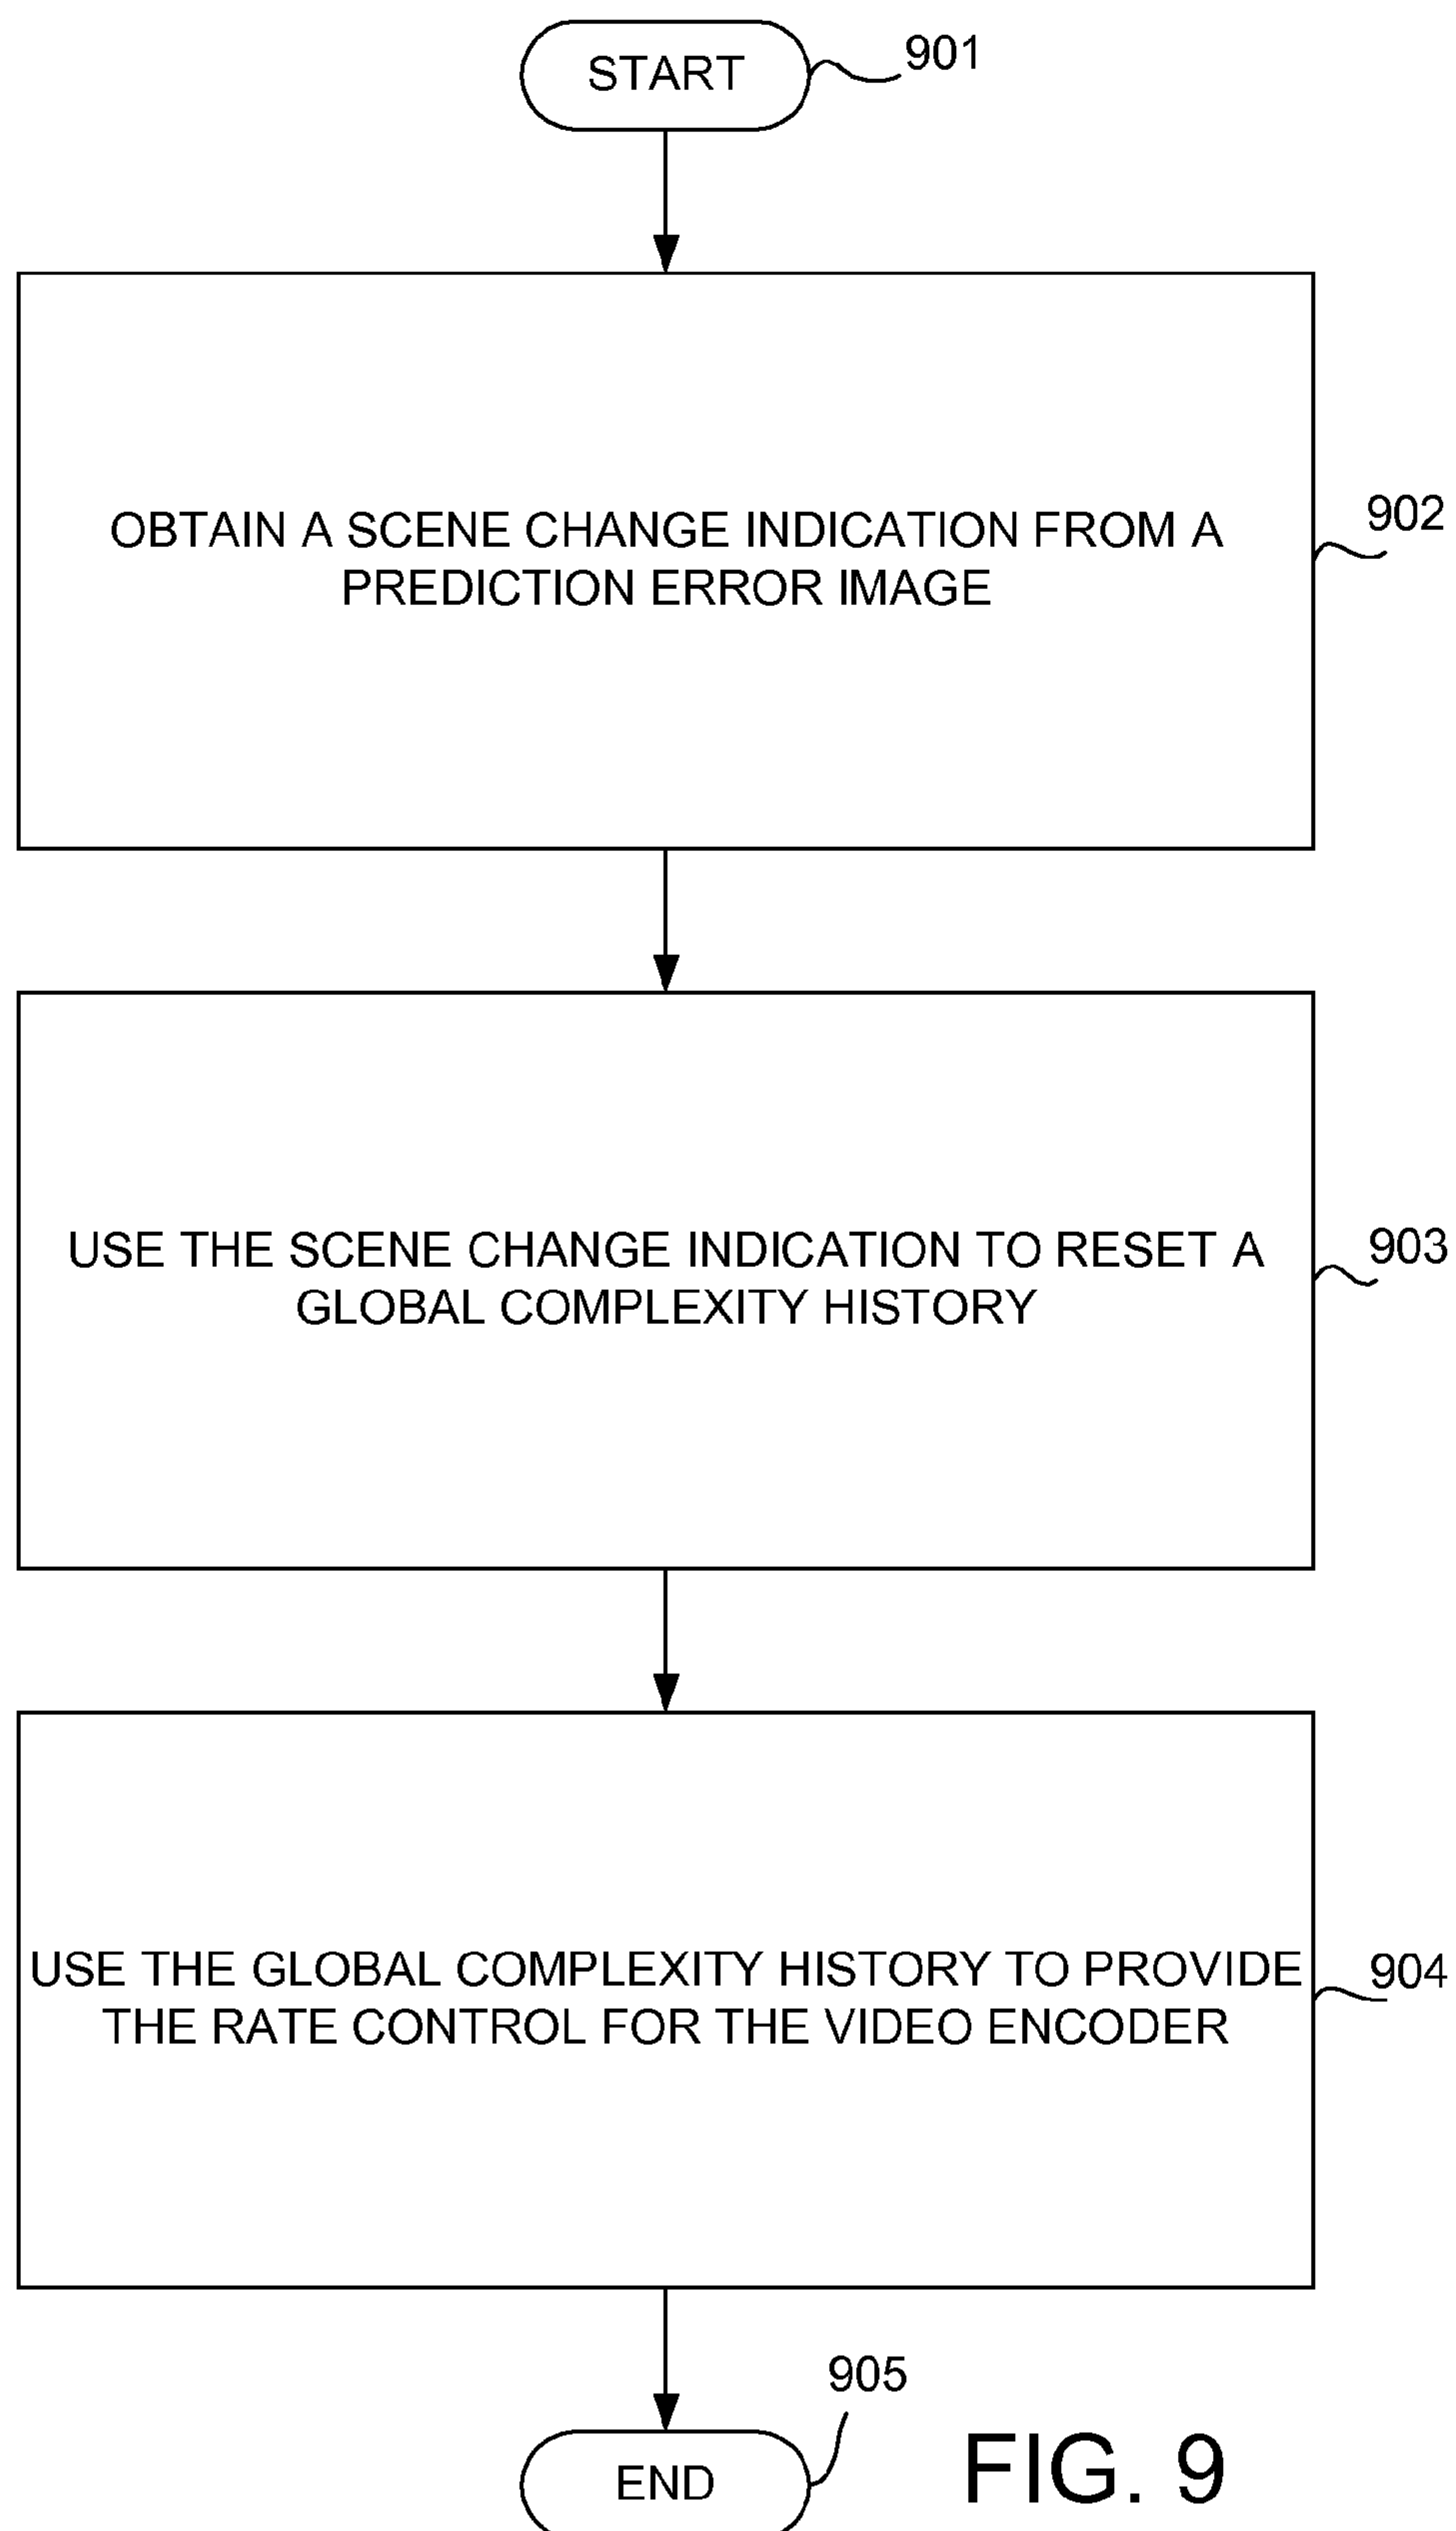 START
901
OBTAIN A SCENE CHANGE INDICATION FROM A
PREDICTION ERROR IMAGE
902
USE THE SCENE CHANGE INDICATION TO RESET A
GLOBAL COMPLEXITY HISTORY
903
USE THE GLOBAL COMPLEXITY HISTORY TO PROVIDE
THE RATE CONTROL FOR THE VIDEO ENCODER
904
905
END
FIG. 9